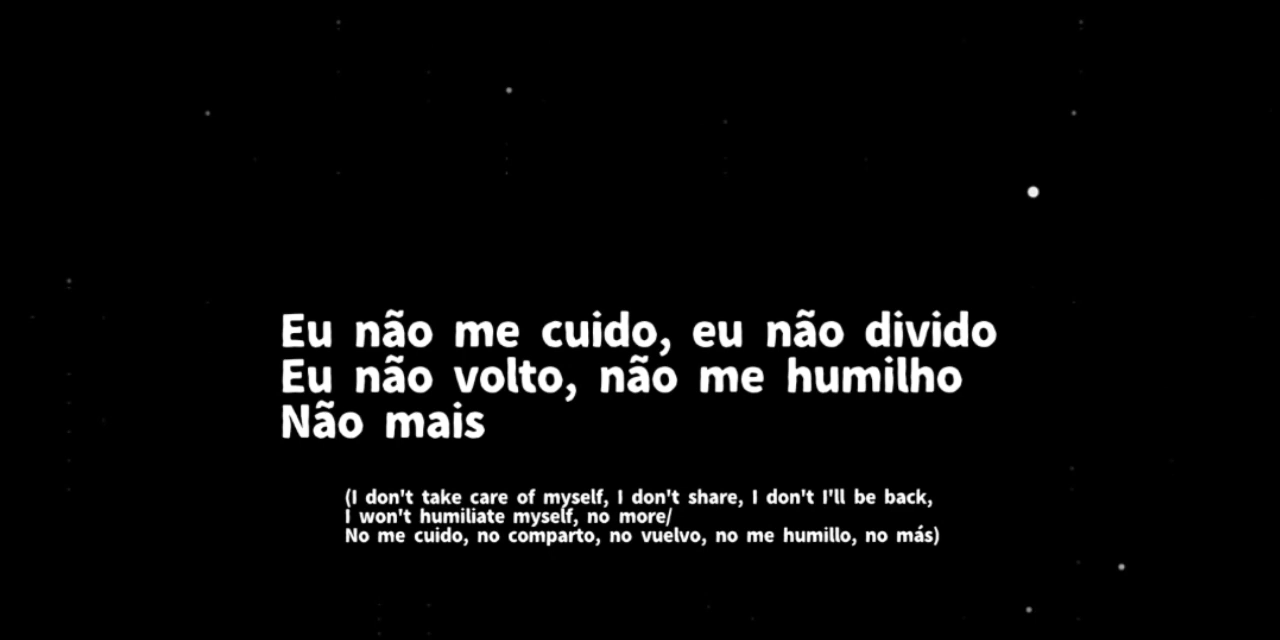 Eu não me cuido, eu não divido
Eu não volto, não me humilho
Não mais
(I don't take care of myself, I don't share, I don't I'll be back,
I won't humiliate myself, no more/
No me cuido, no comparto, no vuelvo, no me humillo, no más)